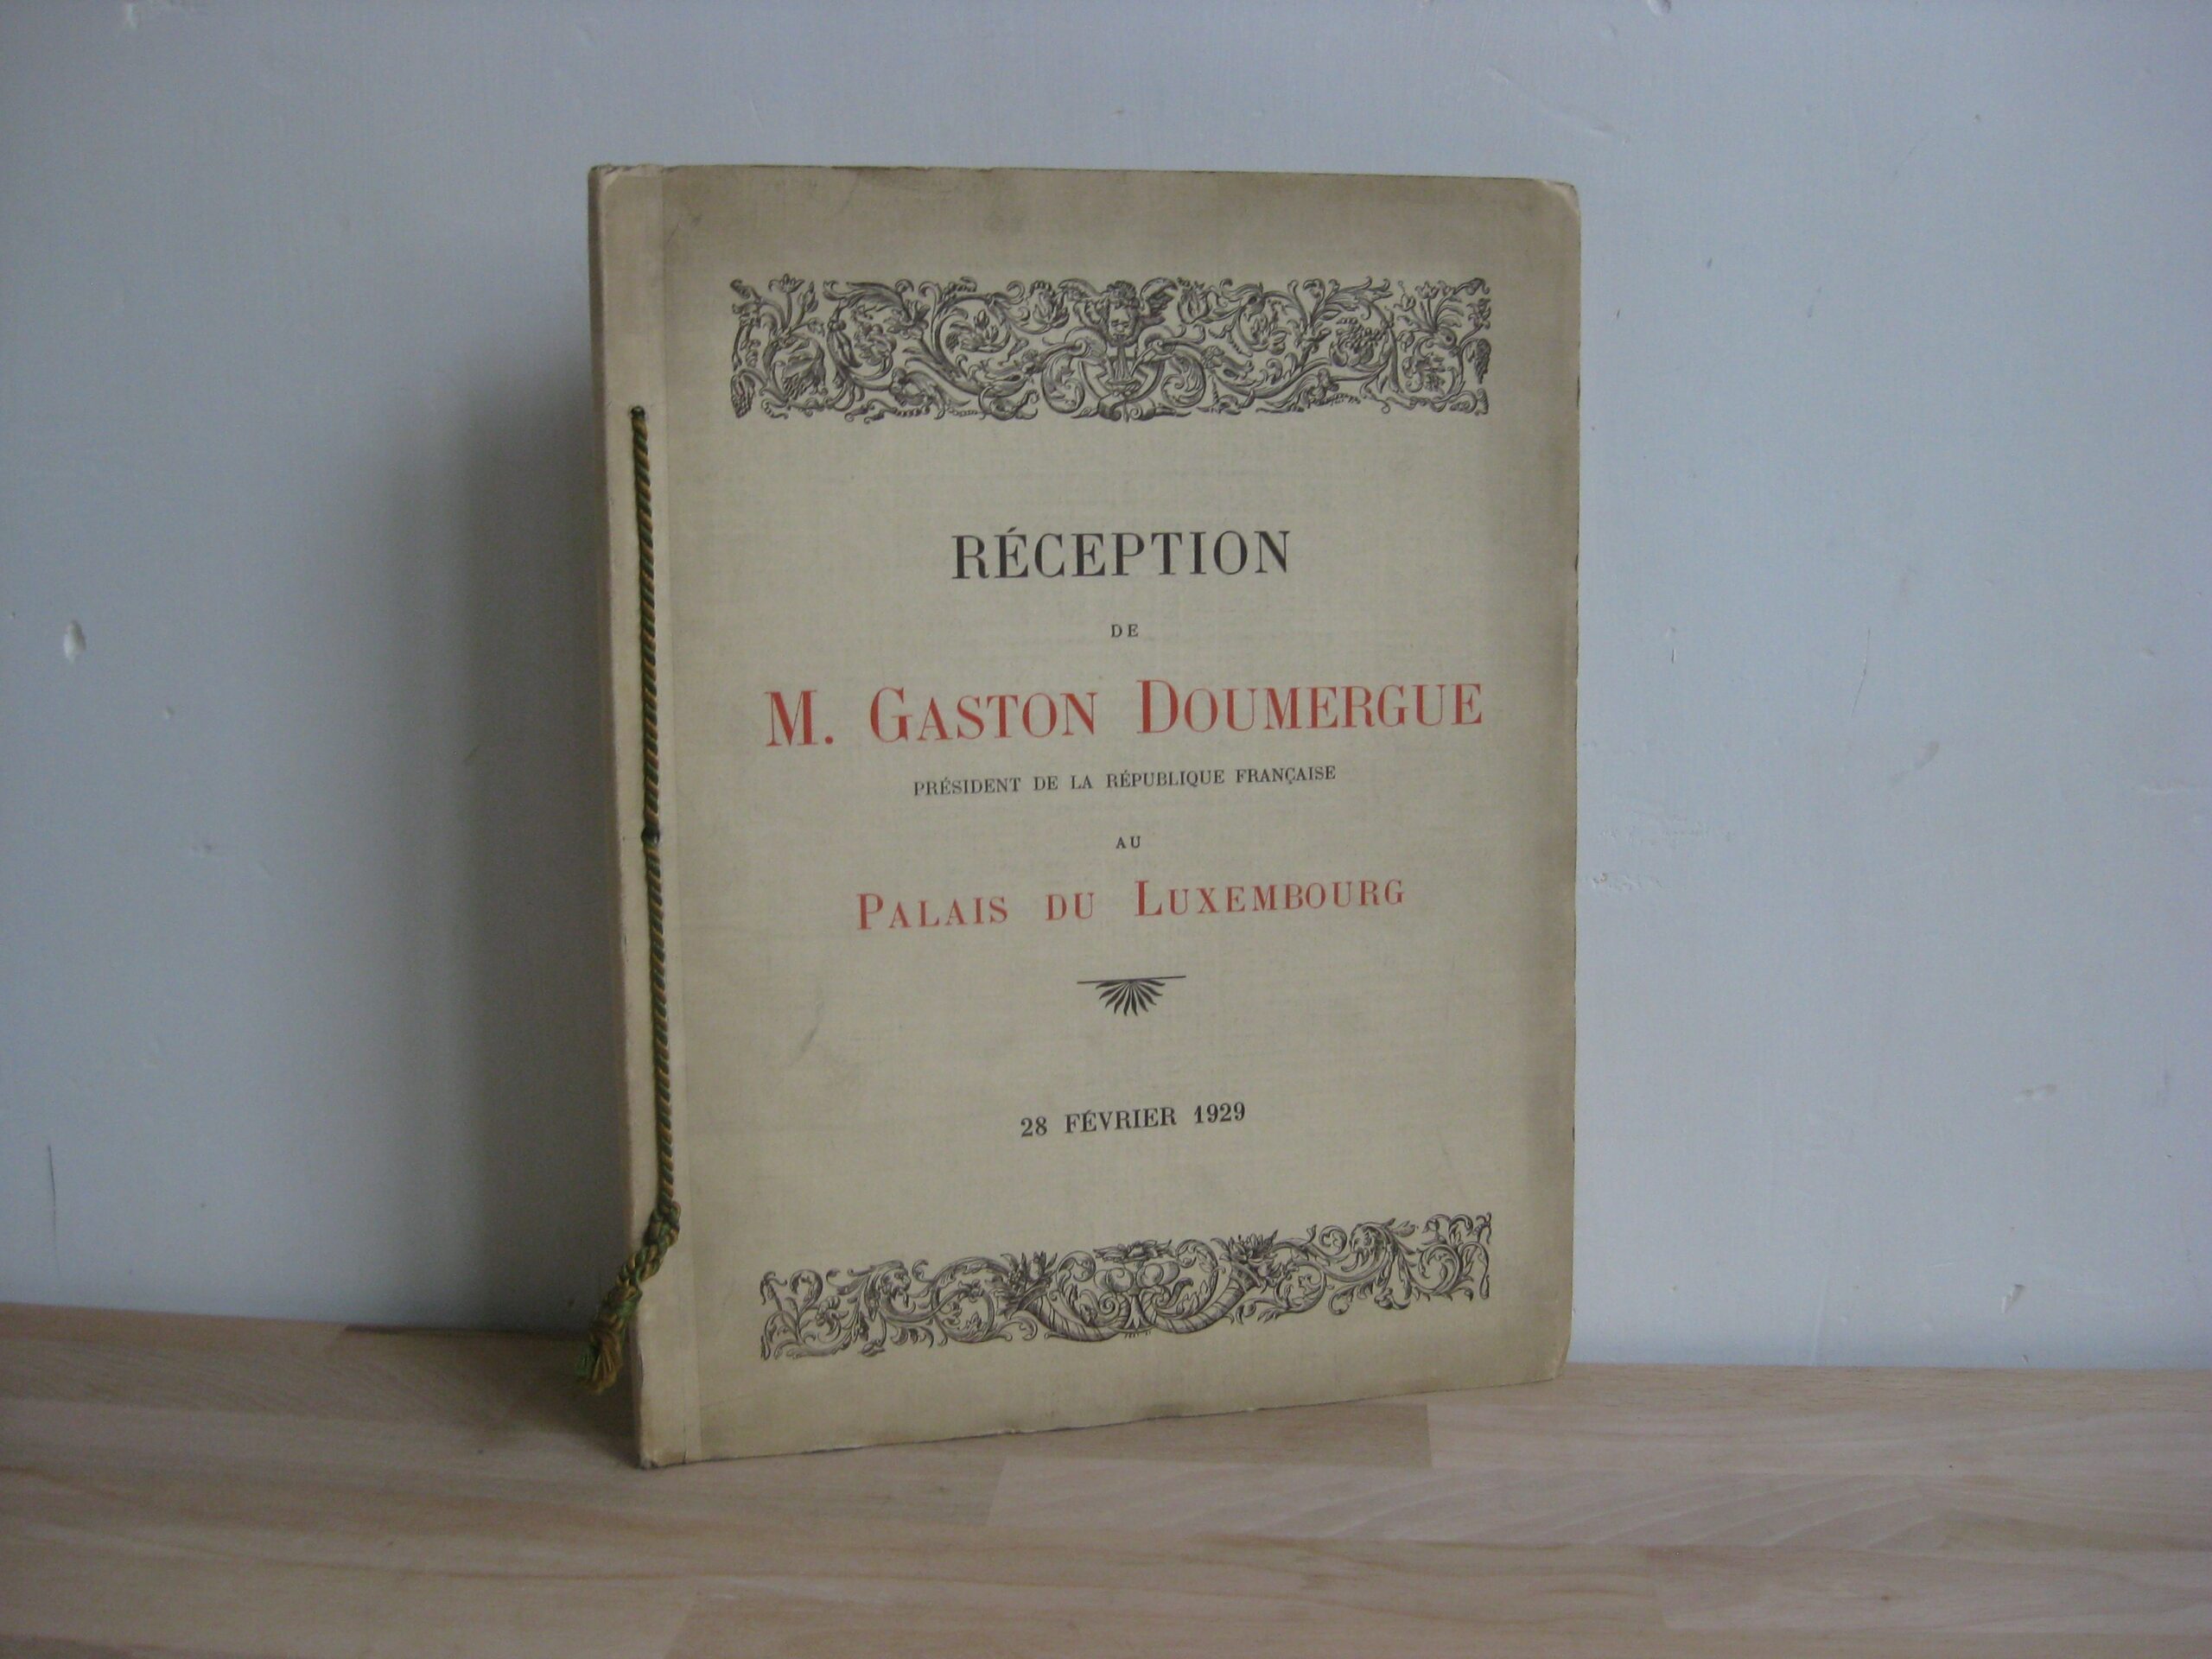 RÉCEPTION
DE
M. GASTON DOUMERGUE
PRÉSIDENT DE LA RÉPUBLIQUE FRANÇAISE
AU
PALAIS DU LUXEMBOURG
28 FÉVRIER 1929